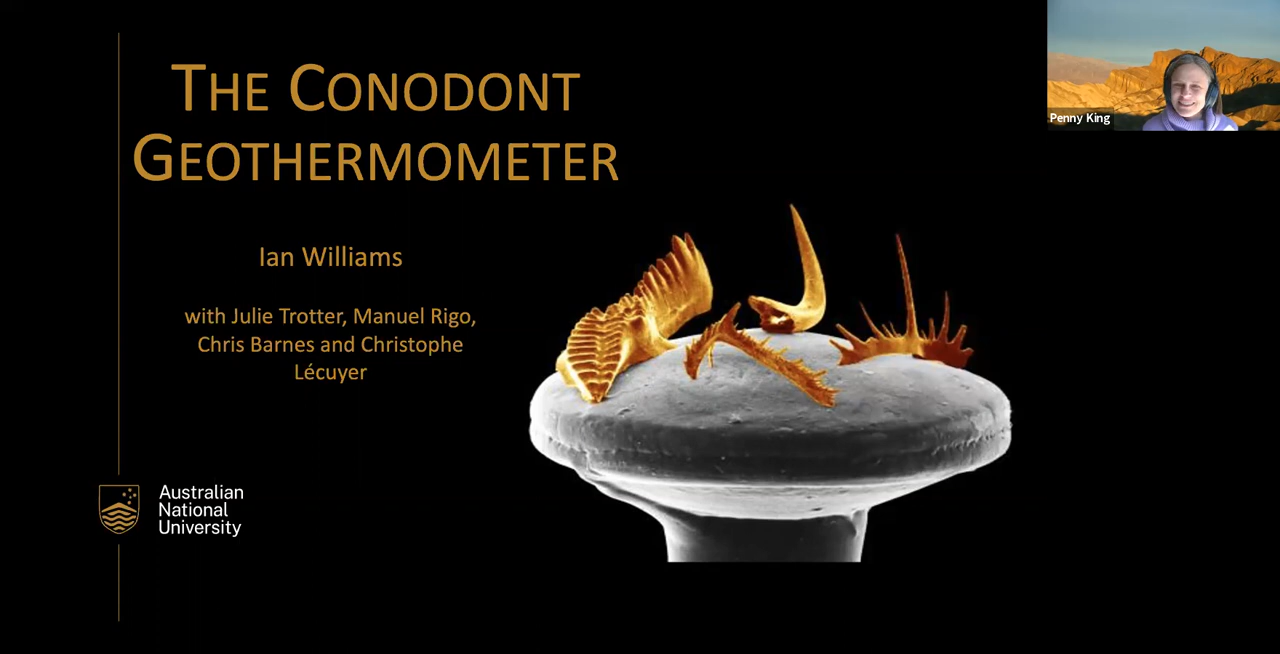 THE CONODONT
GEOTHERMOMETER
Ian Williams
with Julie Trotter, Manuel Rigo,
Chris Barnes and Christophe
Lécuyer
Australian
National
University
Penny King